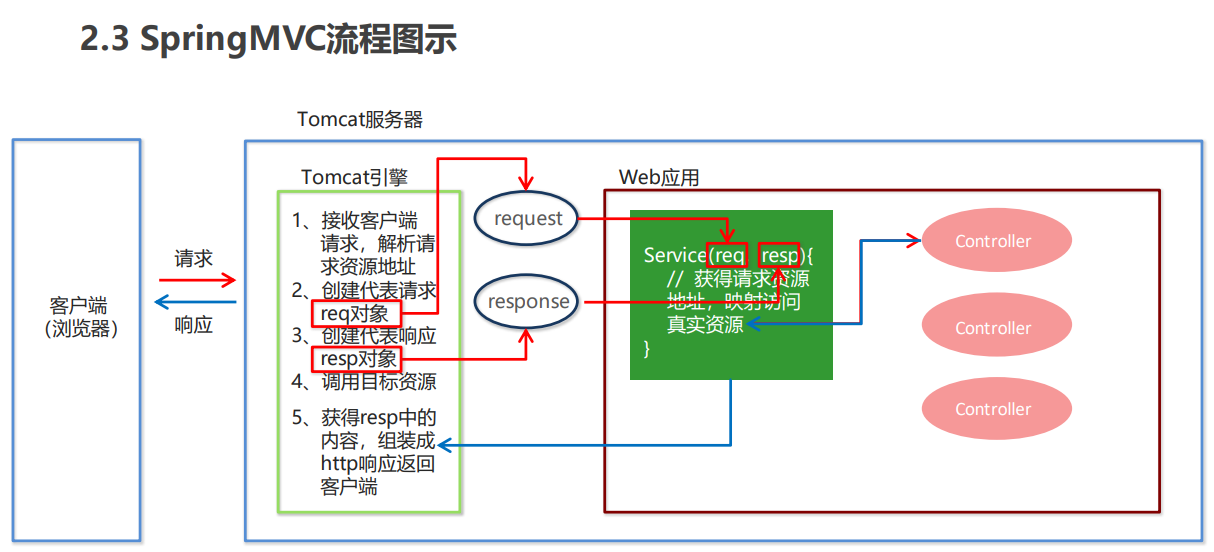 2.3 SpringMVC流程图示
Tomcat服务器
客户端
（浏览器）
请求
响应
Tomcat引擎
1、接收客户端
请求，解析请
求资源地址
2、创建代表请求
req对象
3、创建代表响应
resp对象
4、调用目标资源
5、获得resp中的
内容，组装成
http响应返回
客户端
request
response
Web应用
Service(req resp){
// 获得请求资源
地址，映射访问
真实资源
}
Controller
Controller
Controller